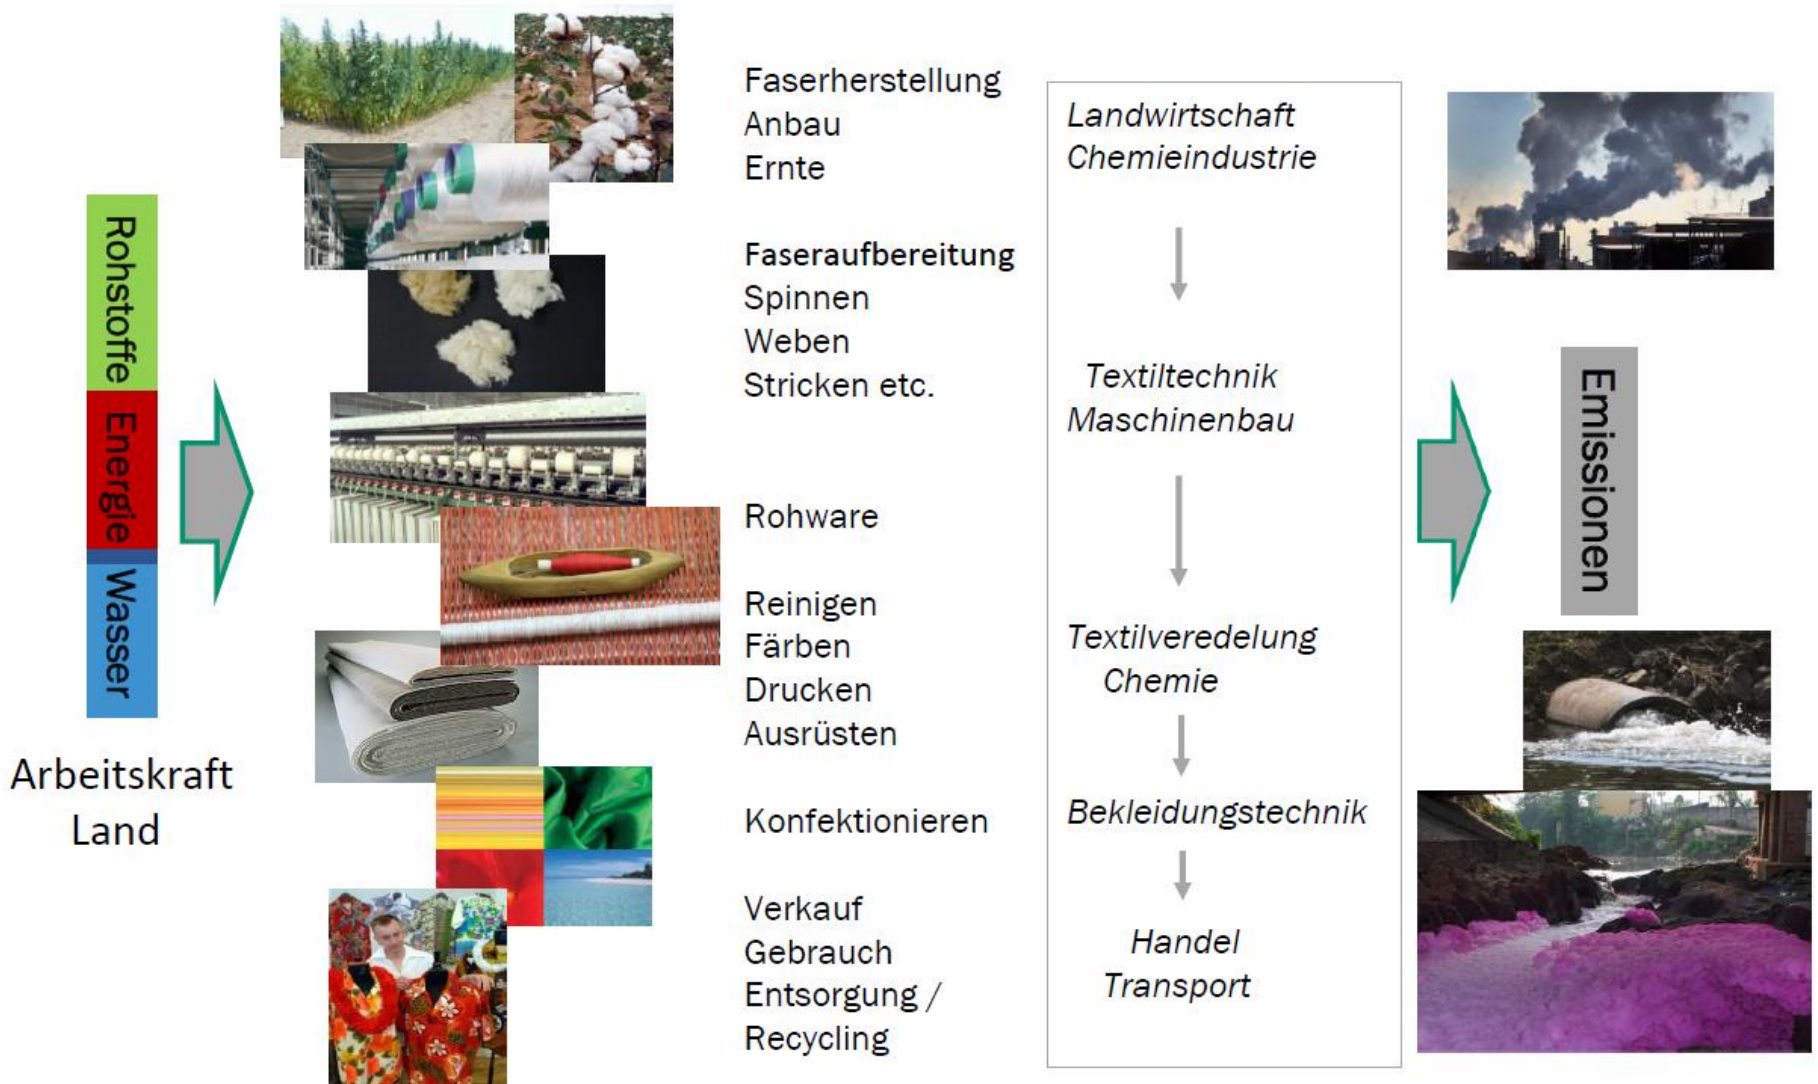 Rohstoffe
Energie
Wasser
Arbeitskraft
Land
Faserherstellung
Anbau
Ernte
Faseraufbereitung
Spinnen
Weben
Stricken etc.
Rohware
Reinigen
Färben
Drucken
Ausrüsten
Konfektionieren
Verkauf
Gebrauch
Entsorgung /
Recycling
Landwirtschaft
Chemieindustrie
Textiltechnik
Maschinenbau
Textilveredelung
Chemie
Bekleidungstechnik
Handel
Transport
Emissionen